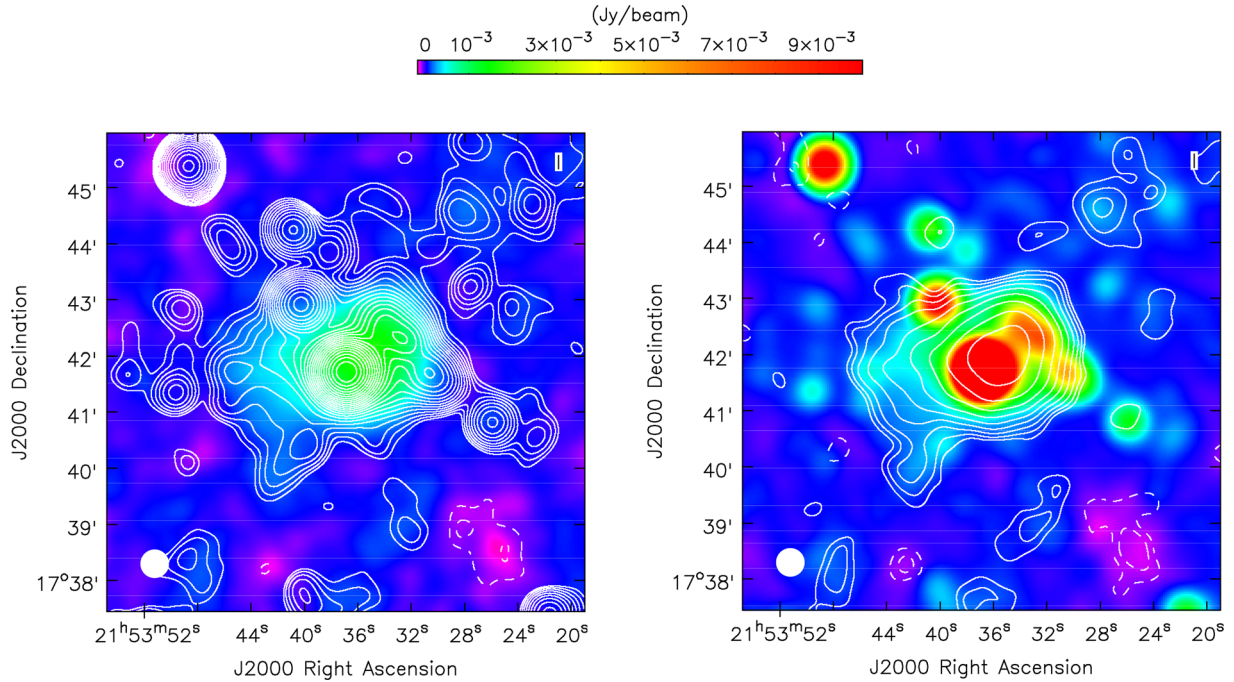 (Jy/beam)
0 10⁻³ 3×10⁻³ 5×10⁻³ 7×10⁻³ 9×10⁻³
I
45'
44'
43'
42'
41'
40'
39'
17°38'
J2000 Declination
21ʰ53ᵐ52ˢ 44ˢ 40ˢ 36ˢ 32ˢ 28ˢ 24ˢ 20ˢ
J2000 Right Ascension
I
45'
44'
43'
42'
41'
40'
39'
17°38'
J2000 Declination
21ʰ53ᵐ52ˢ 44ˢ 40ˢ 36ˢ 32ˢ 28ˢ 24ˢ 20ˢ
J2000 Right Ascension